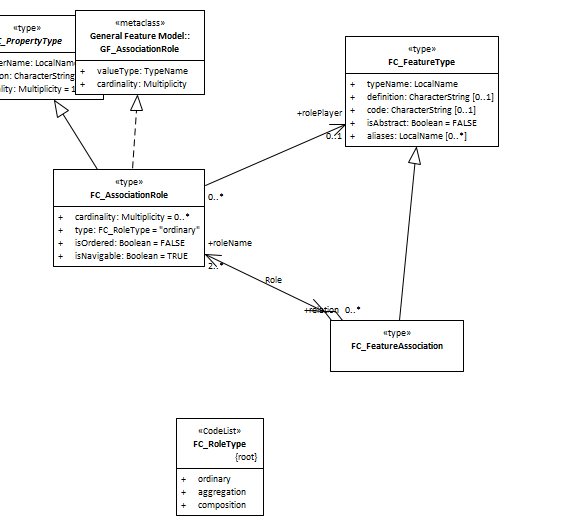 «type»
C_PropertyType
erName: LocalNam
on: CharacterString
lity: Multiplicity = 1
«metaclass»
General Feature Model::
GF_AssociationRole
+ valueType: TypeName
+ cardinality: Multiplicity
«type»
FC_FeatureType
+ typeName: LocalName
+ definition: CharacterString [0..1]
+ code: CharacterString [0..1]
+ isAbstract: Boolean = FALSE
+ aliases: LocalName [0..*]
+rolePlayer
0..1
«type»
FC_AssociationRole
+ cardinality: Multiplicity = 0..*
+ type: FC_RoleType = "ordinary"
+ isOrdered: Boolean = FALSE
+ isNavigable: Boolean = TRUE
0..*
+roleName
2..*
Role
+relation 0..*
«type»
FC_FeatureAssociation
«CodeList»
FC_RoleType
{root}
+ ordinary
+ aggregation
+ composition